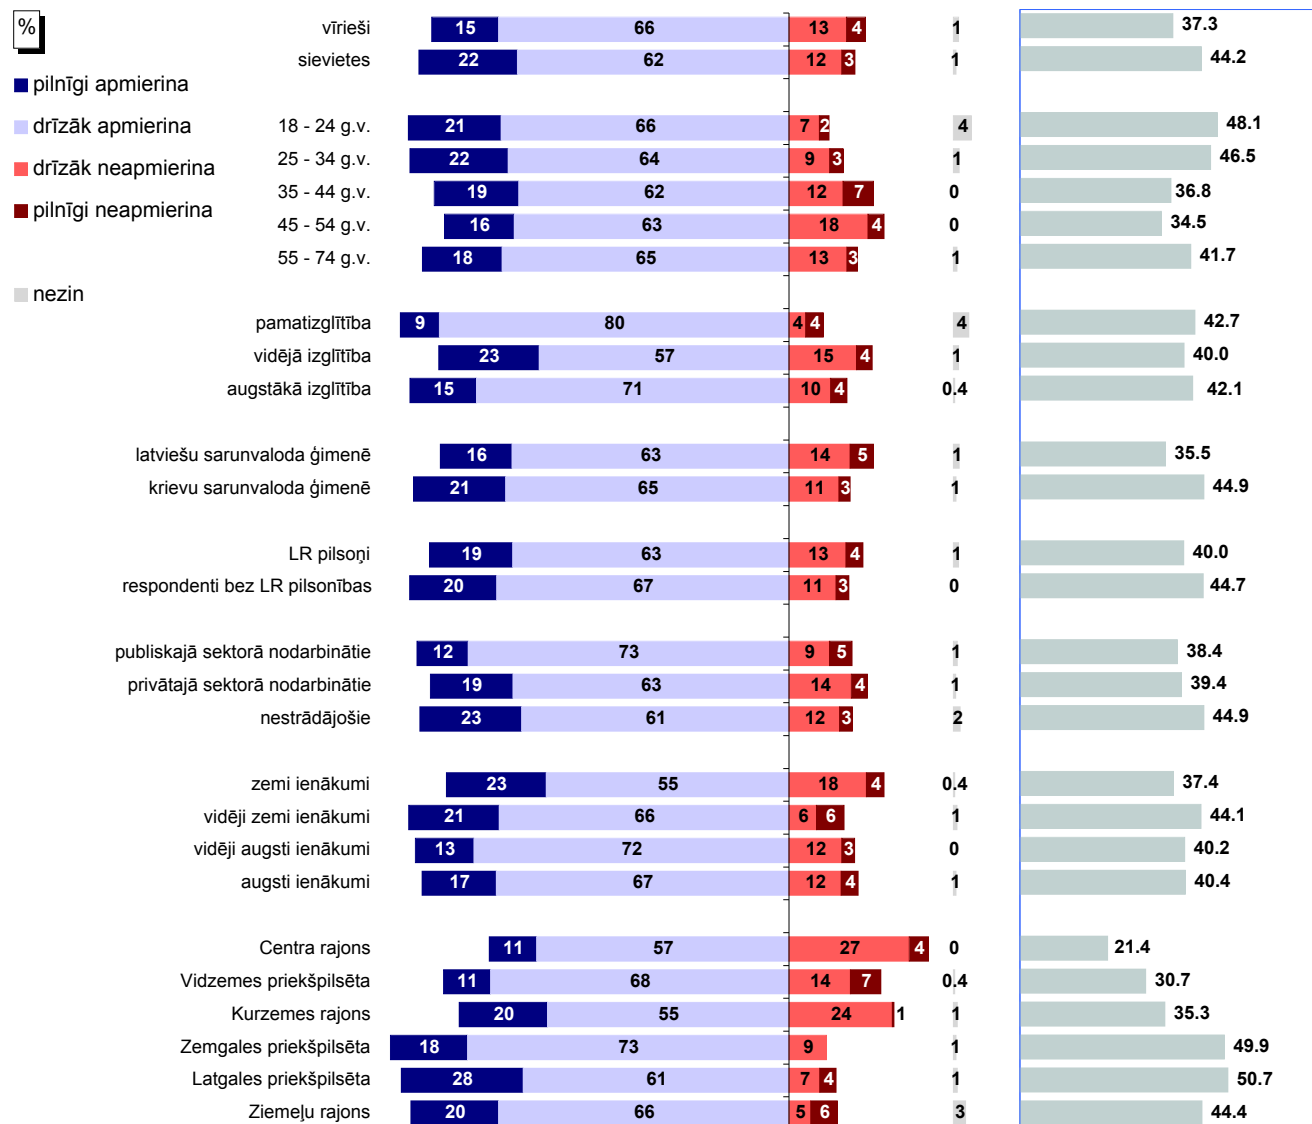 %
pilnīgi apmierina
drīzāk apmierina
drīzāk neapmierina
pilnīgi neapmierina
nezin
vīrieši 15 66 13 4 1 37.3
sievietes 22 62 12 3 1 44.2
18 - 24 g.v. 21 66 7 2 4 48.1
25 - 34 g.v. 22 64 9 3 1 46.5
35 - 44 g.v. 19 62 12 7 0 36.8
45 - 54 g.v. 16 63 18 4 0 34.5
55 - 74 g.v. 18 65 13 3 1 41.7
pamatizglītība 9 80 4 4 4 42.7
vidējā izglītība 23 57 15 4 1 40.0
augstākā izglītība 15 71 10 4 0.4 42.1
latviešu sarunvaloda ģimenē 16 63 14 5 1 35.5
krievu sarunvaloda ģimenē 21 65 11 3 1 44.9
LR pilsoņi 19 63 13 4 1 40.0
respondenti bez LR pilsonības 20 67 11 3 0 44.7
publiskajā sektorā nodarbinātie 12 73 9 5 1 38.4
privātajā sektorā nodarbinātie 19 63 14 4 1 39.4
nestrādājošie 23 61 12 3 2 44.9
zemi ienākumi 23 55 18 4 0.4 37.4
vidēji zemi ienākumi 21 66 6 6 1 44.1
vidēji augsti ienākumi 13 72 12 3 0 40.2
augsti ienākumi 17 67 12 4 1 40.4
Centra rajons 11 57 27 4 0 21.4
Vidzemes priekšpilsēta 11 68 14 7 0.4 30.7
Kurzemes rajons 20 55 24 1 1 35.3
Zemgales priekšpilsēta 18 73 9 1 49.9
Latgales priekšpilsēta 28 61 7 4 1 50.7
Ziemeļu rajons 20 66 5 6 3 44.4